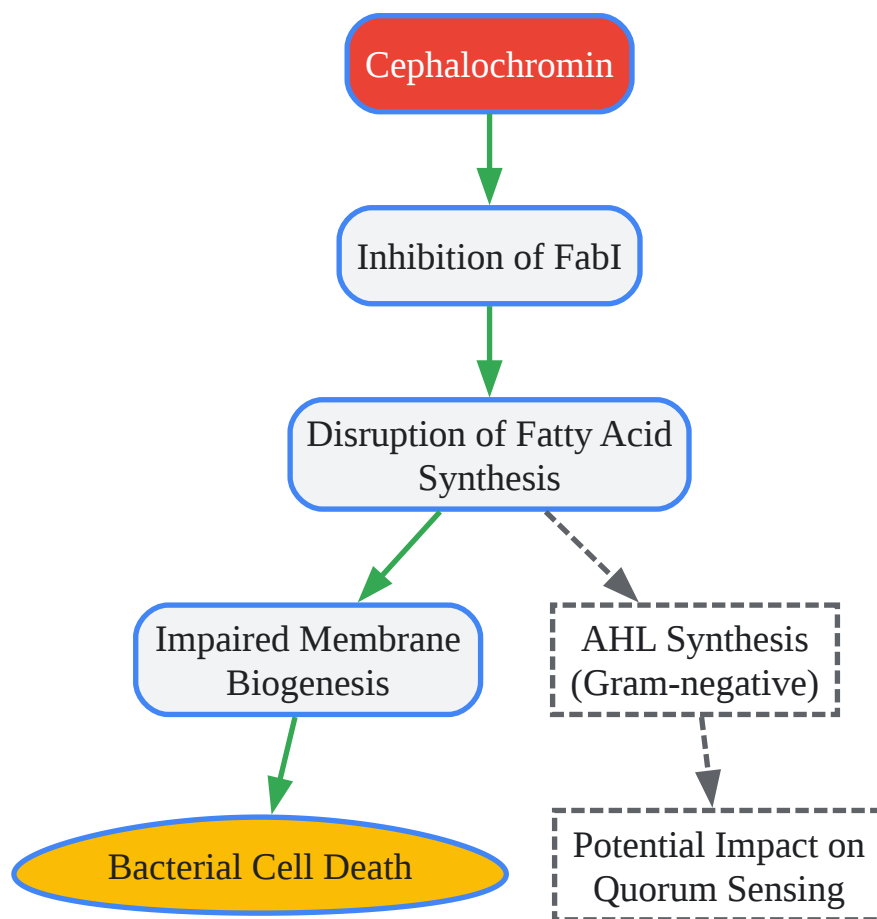 Cephalochromin
Inhibition of FabI
Disruption of Fatty Acid
Synthesis
Impaired Membrane
Biogenesis
AHL Synthesis
(Gram-negative)
Bacterial Cell Death
Potential Impact on
Quorum Sensing